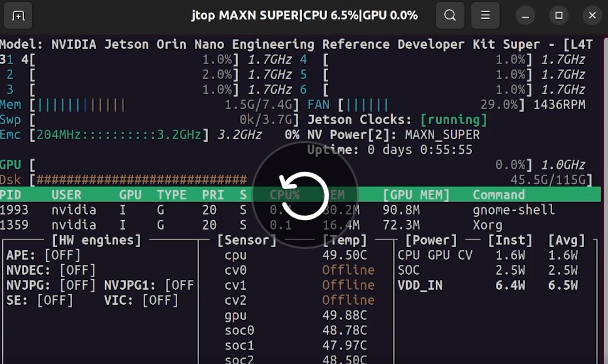 jtop MAXN SUPER|CPU 6.5%|GPU 0.0%
Model: NVIDIA Jetson Orin Nano Engineering Reference Developer Kit Super - [L4T
31 4[ 1.0%] 1.7GHz 4 [ 1.0%] 1.7GHz
2 [ 2.0%] 1.7GHz 5 [ 1.0%] 1.7GHz
3 [ 1.0%] 1.7GHz 6 [ 1.0%] 1.7GHz
Mem [ 1.5G/7.4G] FAN [ 29.0%] 1436RPM
Swp [ 0k/3.7G] Jetson Clocks: [running]
Emc [204MHz::::::::::3.2GHz] 3.2GHz 0% NV Power[2]: MAXN_SUPER
Uptime: 0 days 0:55:55
GPU [ 0.0%] 1.0GHz
Dsk [########################### 45.5G/115G]
PID USER GPU TYPE PRI S CPU% [GPU MEM] Command
1993 nvidia I G 20 S 90.8M gnome-shell
1359 nvidia I G 20 S 0.1 16.4M 72.3M Xorg
[HW engines] [Sensor] [Temp] [Power] [Inst] [Avg]
APE: [OFF] cpu 49.50C CPU GPU CV 1.6W 1.6W
NVDEC: [OFF] cv0 Offline SOC 2.5W 2.5W
NVJPG: [OFF] NVJPG1: [OFF cv1 Offline VDD_IN 6.4W 6.5W
SE: [OFF] VIC: [OFF] cv2 Offline
gpu 49.88C
soc0 48.78C
soc1 47.97C
soc2 48.50C